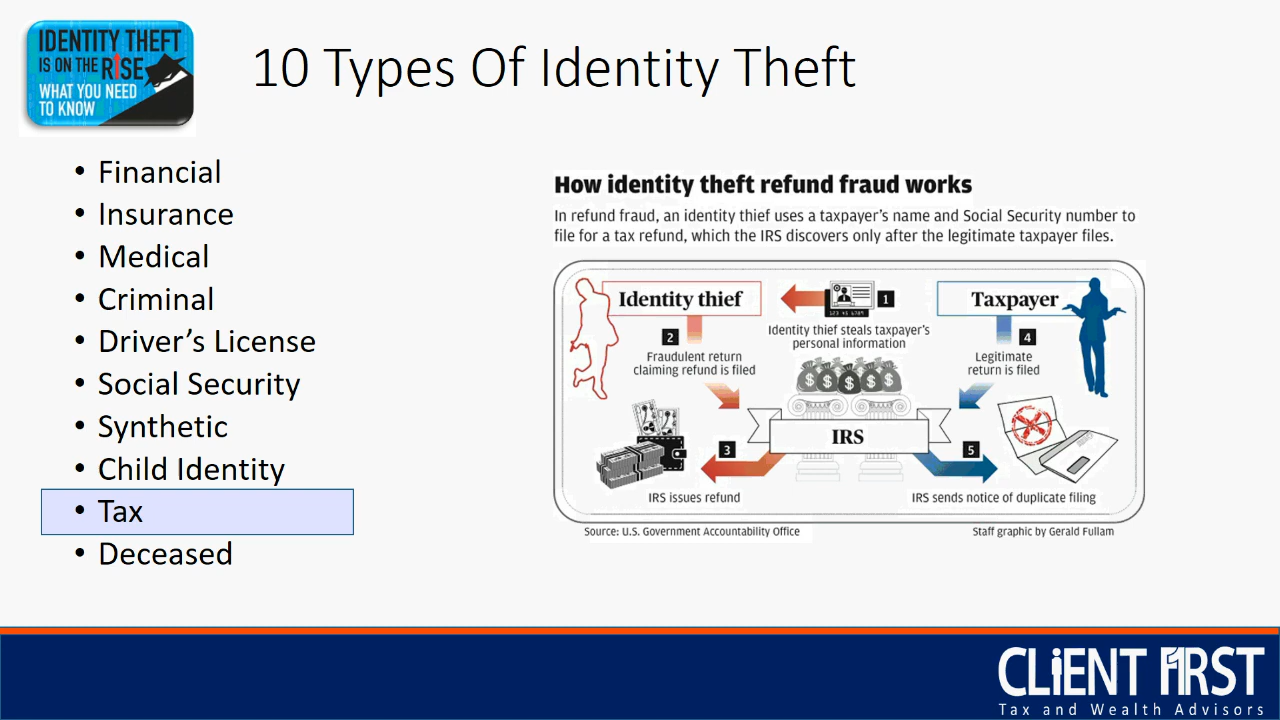 IDENTITY THEFT
IS ON THE RISE
WHAT YOU NEED
TO KNOW
10 Types Of Identity Theft
• Financial
• Insurance
• Medical
• Criminal
• Driver’s License
• Social Security
• Synthetic
• Child Identity
• Tax
• Deceased
How identity theft refund fraud works
In refund fraud, an identity thief uses a taxpayer’s name and Social Security number to
file for a tax refund, which the IRS discovers only after the legitimate taxpayer files.
Identity thief
1
123 45 6789
Identity thief steals taxpayer’s
personal information
Taxpayer
2
Fraudulent return
claiming refund is filed
4
Legitimate
return is filed
$ $ $ $ $
IRS
3
IRS issues refund
5
IRS sends notice of duplicate filing
Source: U.S. Government Accountability Office
Staff graphic by Gerald Fullam
CLiENT F1RST
Tax and Wealth Advisors